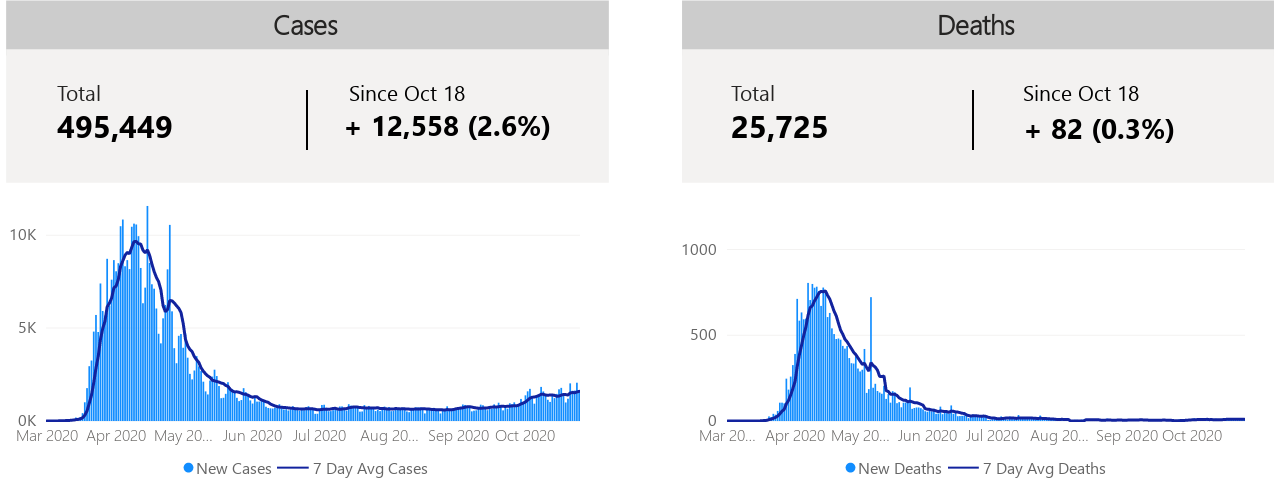 Cases
Total
495,449
Since Oct 18
+ 12,558 (2.6%)
10K
5K
0K
Mar 2020 Apr 2020 May 20... Jun 2020 Jul 2020 Aug 20... Sep 2020 Oct 2020
New Cases 7 Day Avg Cases
Deaths
Total
25,725
Since Oct 18
+ 82 (0.3%)
1000
500
0
Mar 20... Apr 2020 May 20... Jun 2020 Jul 2020 Aug 20... Sep 2020 Oct 2020
New Deaths 7 Day Avg Deaths